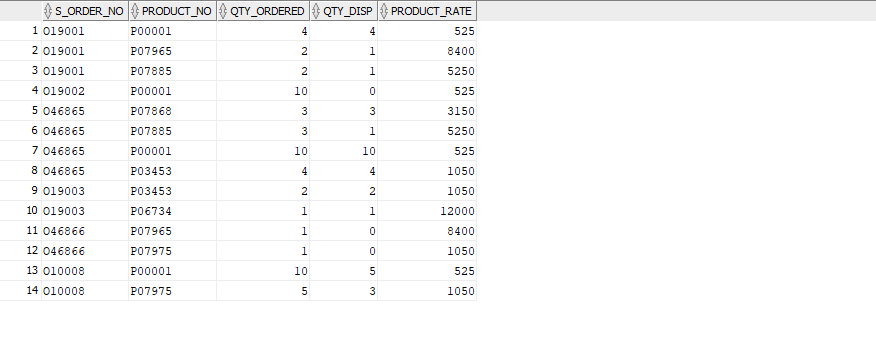 S_ORDER_NO PRODUCT_NO QTY_ORDERED QTY_DISP PRODUCT_RATE
1 O19001 P00001 4 4 525
2 O19001 P07965 2 1 8400
3 O19001 P07885 2 1 5250
4 O19002 P00001 10 0 525
5 O46865 P07868 3 3 3150
6 O46865 P07885 3 1 5250
7 O46865 P00001 10 10 525
8 O46865 P03453 4 4 1050
9 O19003 P03453 2 2 1050
10 O19003 P06734 1 1 12000
11 O46866 P07965 1 0 8400
12 O46866 P07975 1 0 1050
13 O10008 P00001 10 5 525
14 O10008 P07975 5 3 1050